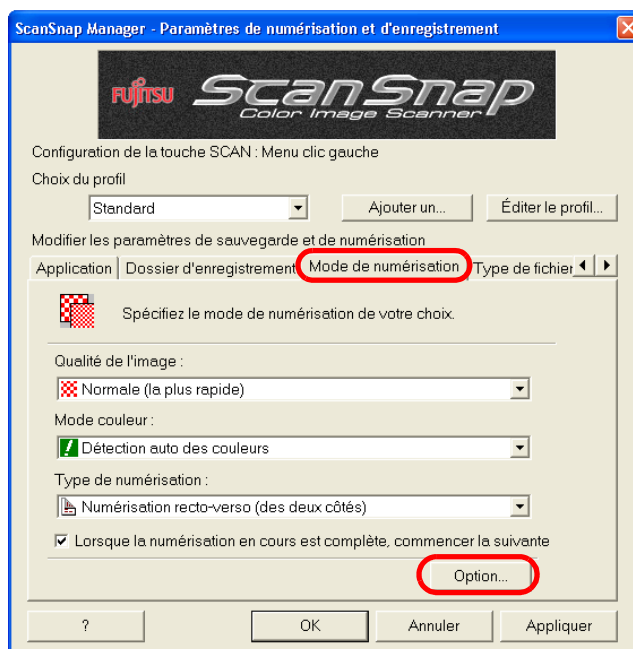 ScanSnap Manager - Paramètres de numérisation et d'enregistrement
FUJITSU ScanSnap
Color Image Scanner
Configuration de la touche SCAN : Menu clic gauche
Choix du profil
Standard Ajouter un... Éditer le profil...
Modifier les paramètres de sauvegarde et de numérisation
Application Dossier d'enregistrement Mode de numérisation Type de fichier
Spécifiez le mode de numérisation de votre choix.
Qualité de l'image :
Normale (la plus rapide)
Mode couleur :
Détection auto des couleurs
Type de numérisation :
Numérisation recto-verso (des deux côtés)
Lorsque la numérisation en cours est complète, commencer la suivante
Option...
? OK Annuler Appliquer